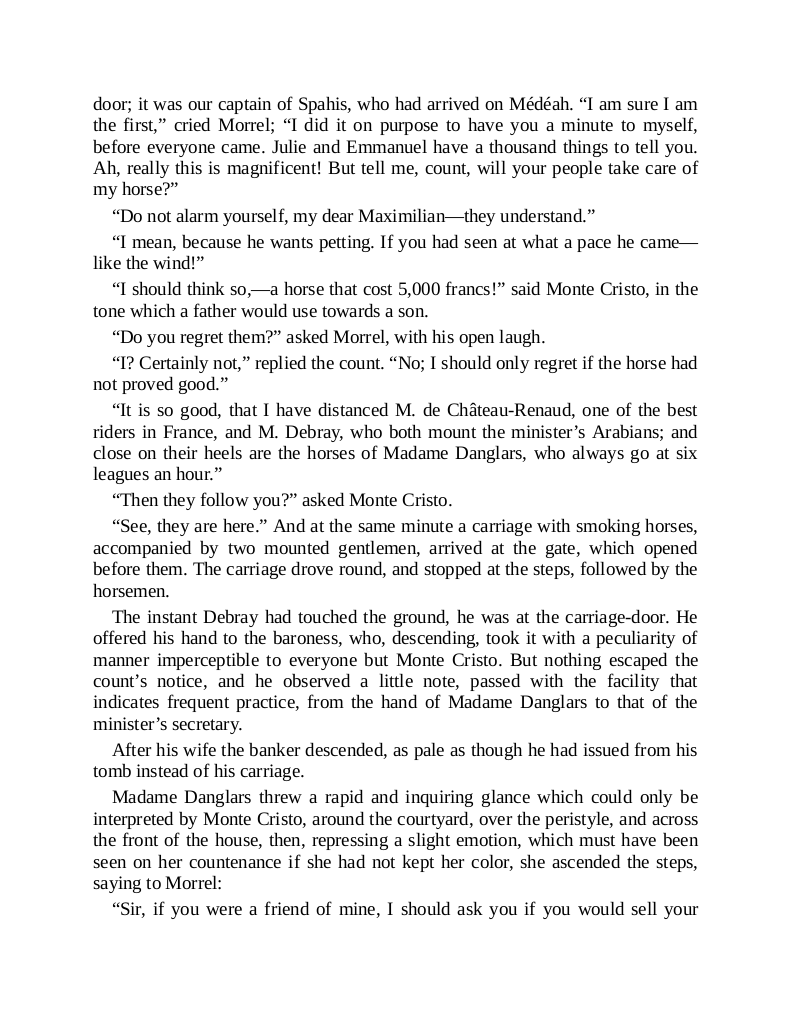 door; it was our captain of Spahis, who had arrived on Médéah. “I am sure I am
the first,” cried Morrel; “I did it on purpose to have you a minute to myself,
before everyone came. Julie and Emmanuel have a thousand things to tell you.
Ah, really this is magnificent! But tell me, count, will your people take care of
my horse?”
“Do not alarm yourself, my dear Maximilian—they understand.”
“I mean, because he wants petting. If you had seen at what a pace he came—
like the wind!”
“I should think so,—a horse that cost 5,000 francs!” said Monte Cristo, in the
tone which a father would use towards a son.
“Do you regret them?” asked Morrel, with his open laugh.
“I? Certainly not,” replied the count. “No; I should only regret if the horse had
not proved good.”
“It is so good, that I have distanced M. de Château-Renaud, one of the best
riders in France, and M. Debray, who both mount the minister’s Arabians; and
close on their heels are the horses of Madame Danglars, who always go at six
leagues an hour.”
“Then they follow you?” asked Monte Cristo.
“See, they are here.” And at the same minute a carriage with smoking horses,
accompanied by two mounted gentlemen, arrived at the gate, which opened
before them. The carriage drove round, and stopped at the steps, followed by the
horsemen.
The instant Debray had touched the ground, he was at the carriage-door. He
offered his hand to the baroness, who, descending, took it with a peculiarity of
manner imperceptible to everyone but Monte Cristo. But nothing escaped the
count’s notice, and he observed a little note, passed with the facility that
indicates frequent practice, from the hand of Madame Danglars to that of the
minister’s secretary.
After his wife the banker descended, as pale as though he had issued from his
tomb instead of his carriage.
Madame Danglars threw a rapid and inquiring glance which could only be
interpreted by Monte Cristo, around the courtyard, over the peristyle, and across
the front of the house, then, repressing a slight emotion, which must have been
seen on her countenance if she had not kept her color, she ascended the steps,
saying to Morrel:
“Sir, if you were a friend of mine, I should ask you if you would sell your